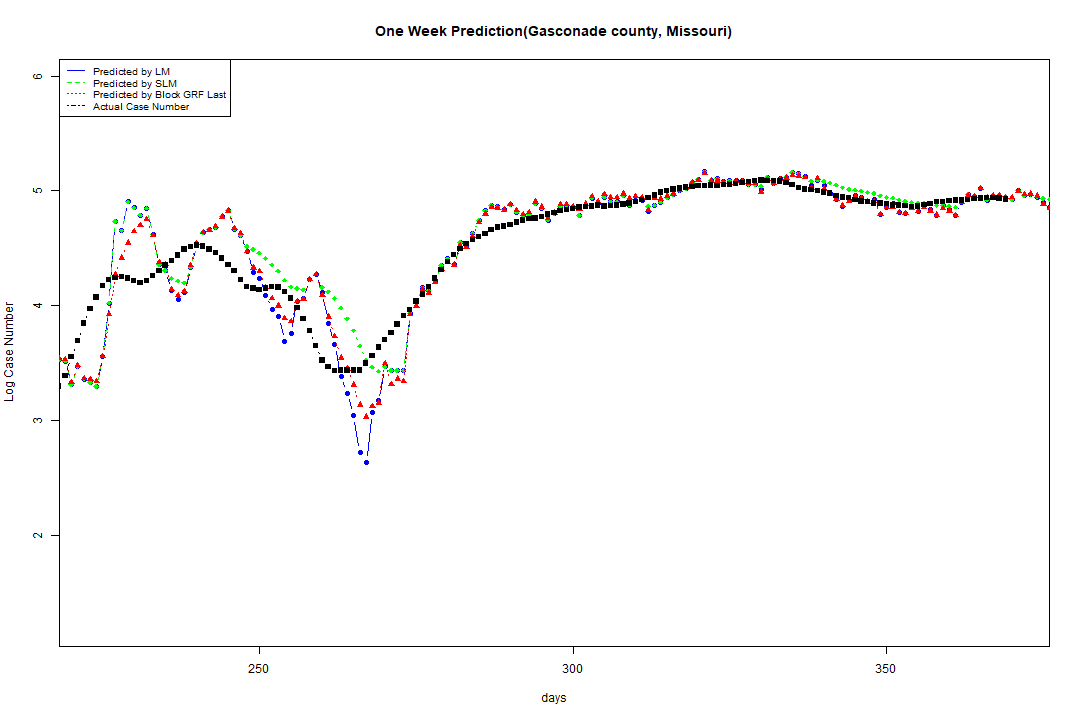 One Week Prediction(Gasconade county, Missouri)
Predicted by LM
Predicted by SLM
Predicted by Block GRF Last
Actual Case Number
6
5
4
3
2
Log Case Number
250 300 350
days